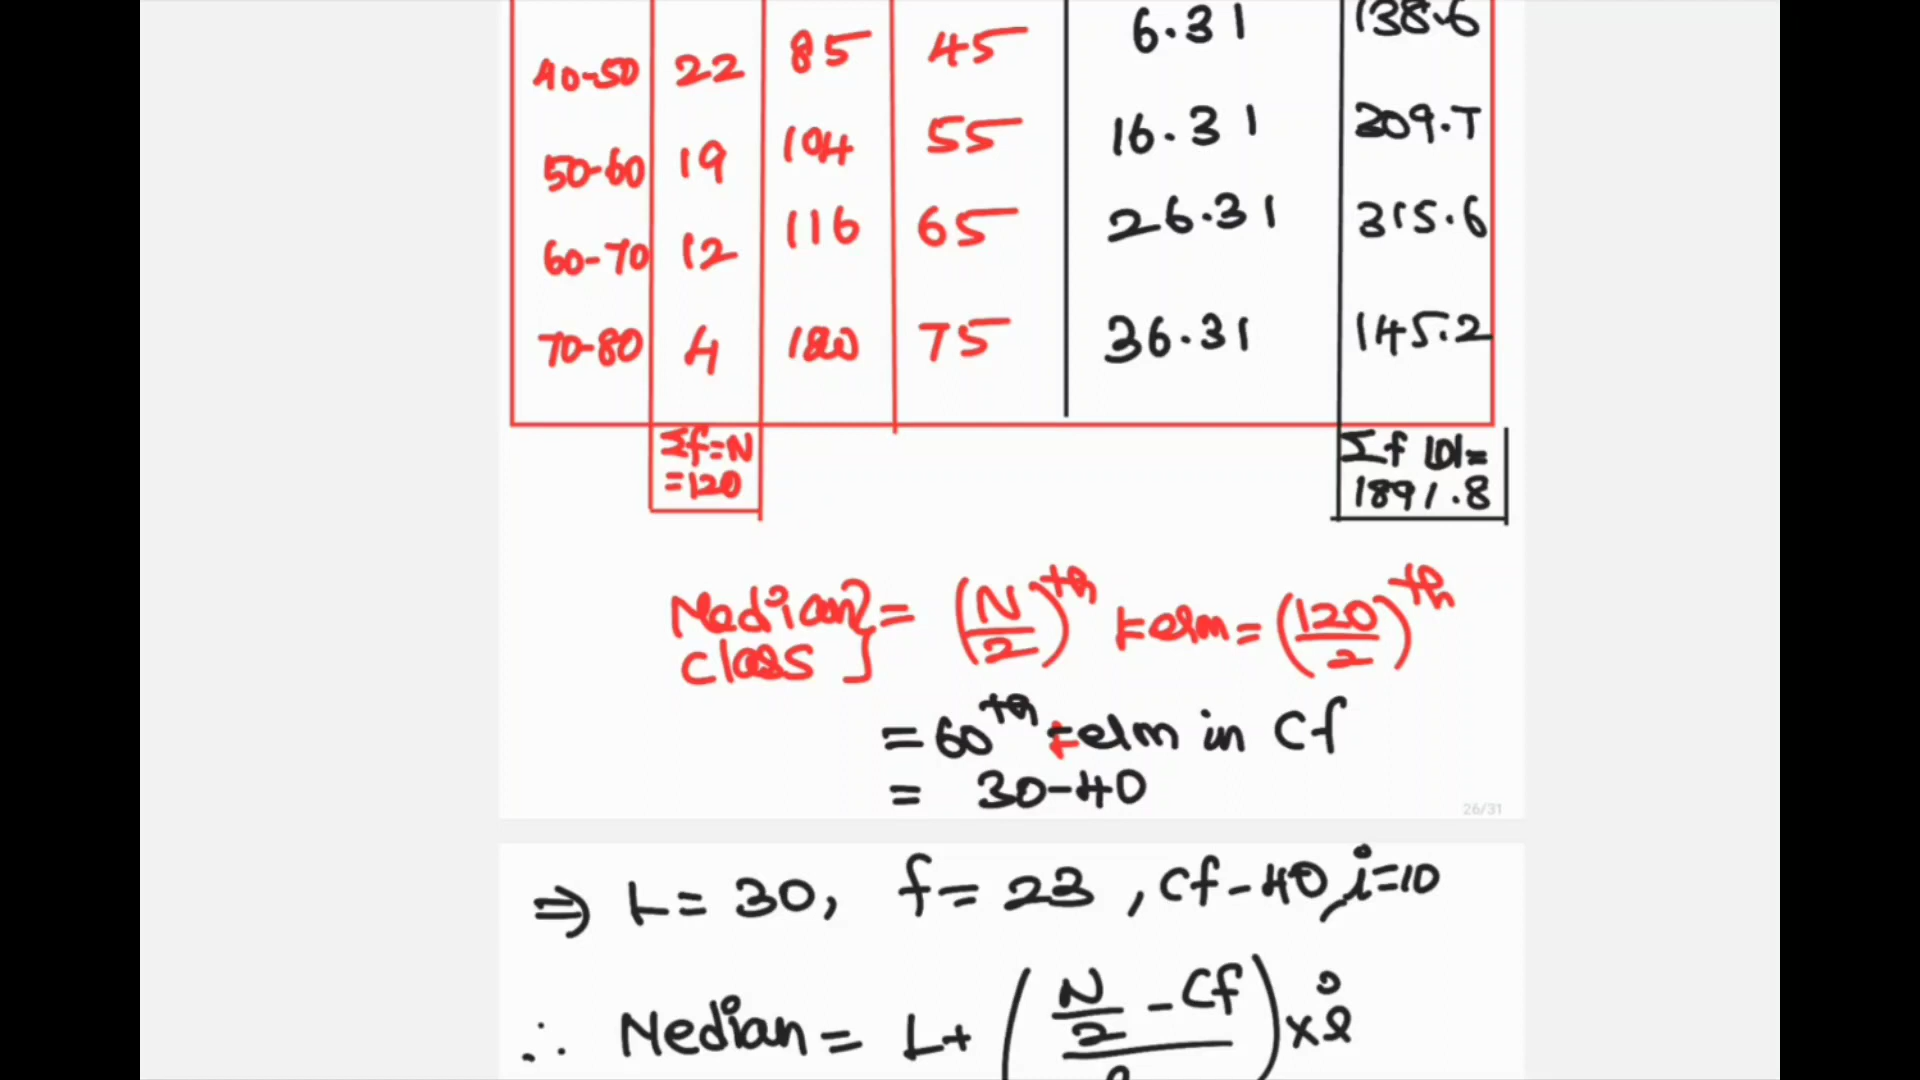 6.31 138.6
40-50 22 85 45
50-60 19 104 55 16.31 309.7
60-70 12 116 65 26.31 315.6
70-80 4 120 75 36.31 145.2
Σf=N Σf |D|=
=120 1891.8
Median class } = (N/2)th term = (120/2)th
= 60th term in Cf
= 30-40
26/31
⇒ L = 30, f = 23, Cf - 40, i=10
∴ Median = L+ (N/2 - Cf / f) × i